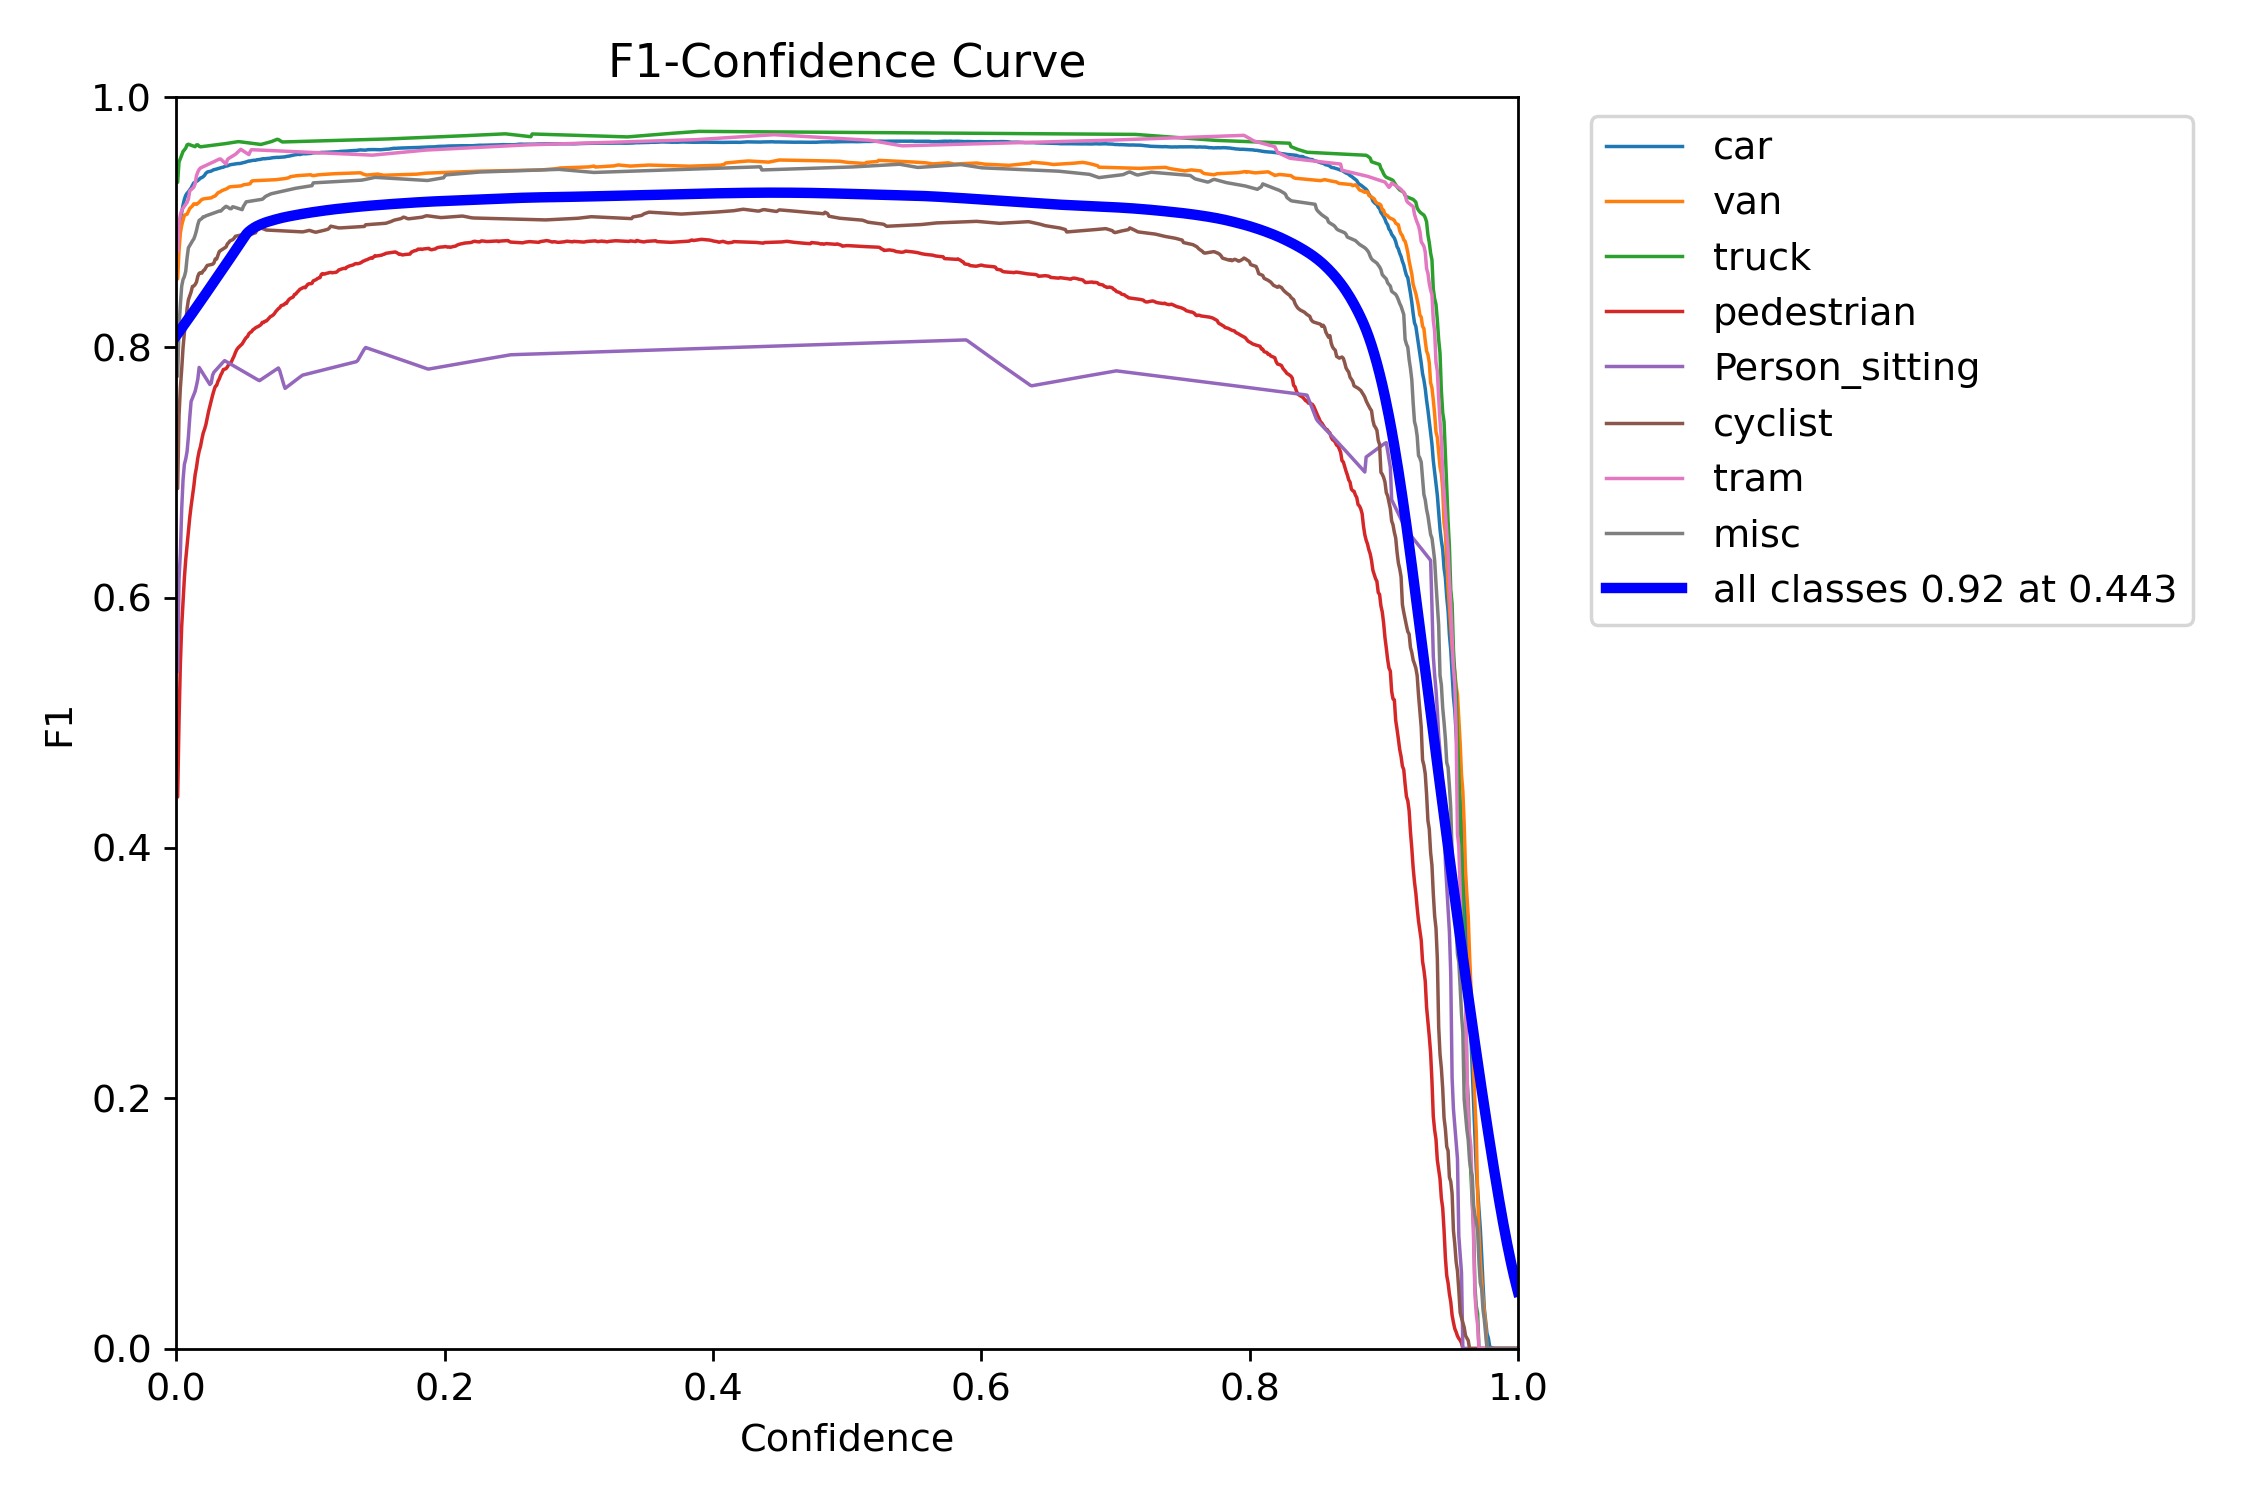 F1-Confidence Curve
1.0
0.8
0.6
0.4
0.2
0.0
F1
0.0 0.2 0.4 0.6 0.8 1.0
Confidence
car
van
truck
pedestrian
Person_sitting
cyclist
tram
misc
all classes 0.92 at 0.443